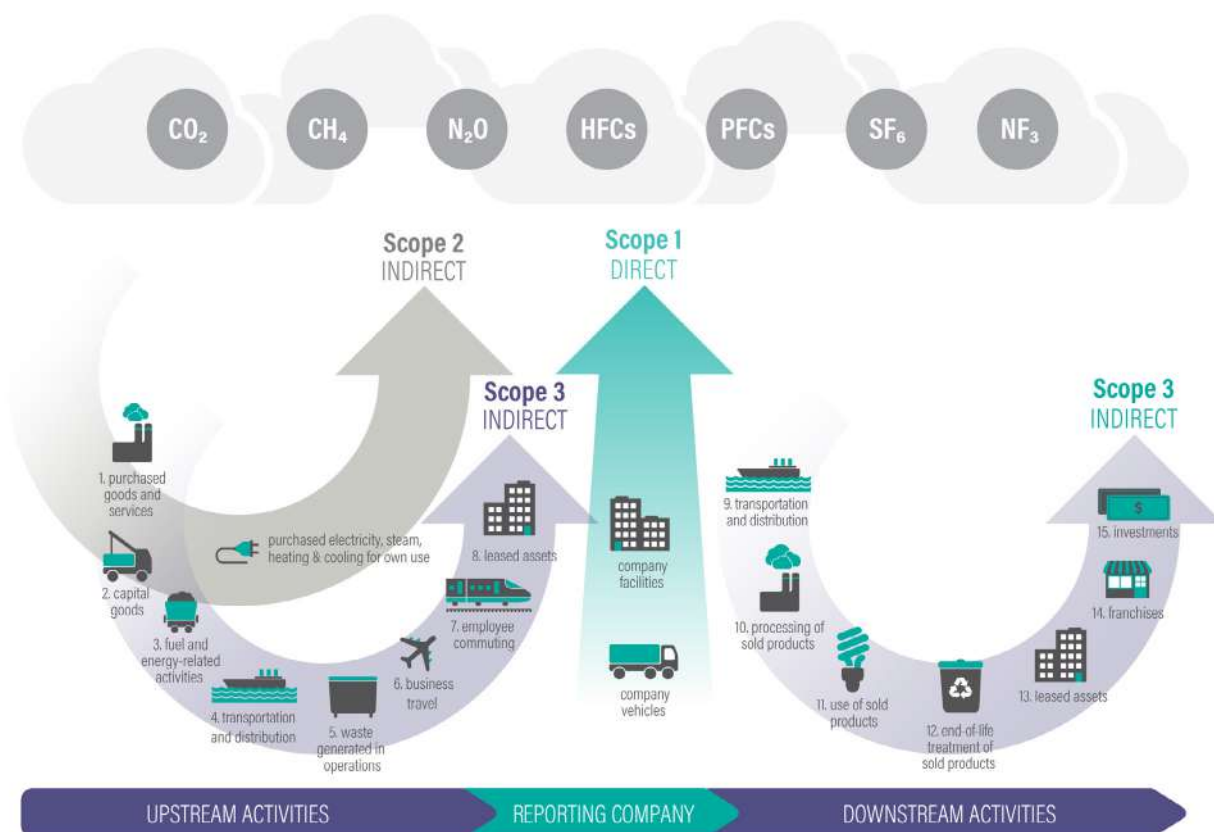 CO₂
CH₄
N₂O
HFCs
PFCs
SF₆
NF₃
Scope 2
INDIRECT
Scope 1
DIRECT
Scope 3
INDIRECT
Scope 3
INDIRECT
1. purchased
goods and
services
2. capital
goods
3. fuel and
energy-related
activities
purchased electricity, steam,
heating & cooling for own use
4. transportation
and distribution
5. waste
generated in
operations
6. business
travel
7. employee
commuting
8. leased assets
company
facilities
company
vehicles
9. transportation
and distribution
10. processing of
sold products
11. use of sold
products
12. end-of-life
treatment of
sold products
13. leased assets
14. franchises
$
15. investments
UPSTREAM ACTIVITIES
REPORTING COMPANY
DOWNSTREAM ACTIVITIES